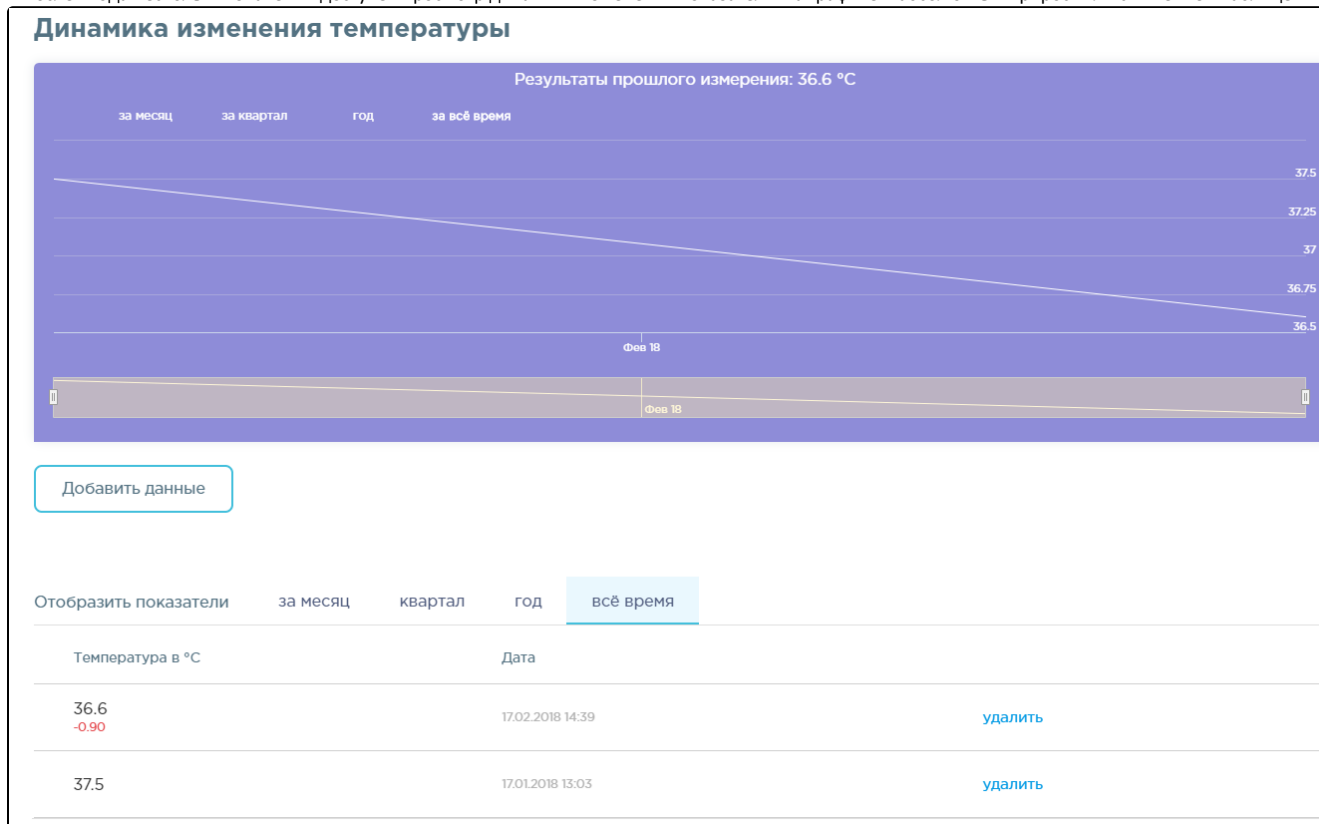 Динамика изменения температуры
Результаты прошлого измерения: 36.6 °C
за месяц за квартал год за всё время
37.5
37.25
37
36.75
36.5
Фев 18
Фев 18
Добавить данные
Отобразить показатели за месяц квартал год всё время
Температура в °C Дата
36.6 17.02.2018 14:39 удалить
-0.90
37.5 17.01.2018 13:03 удалить